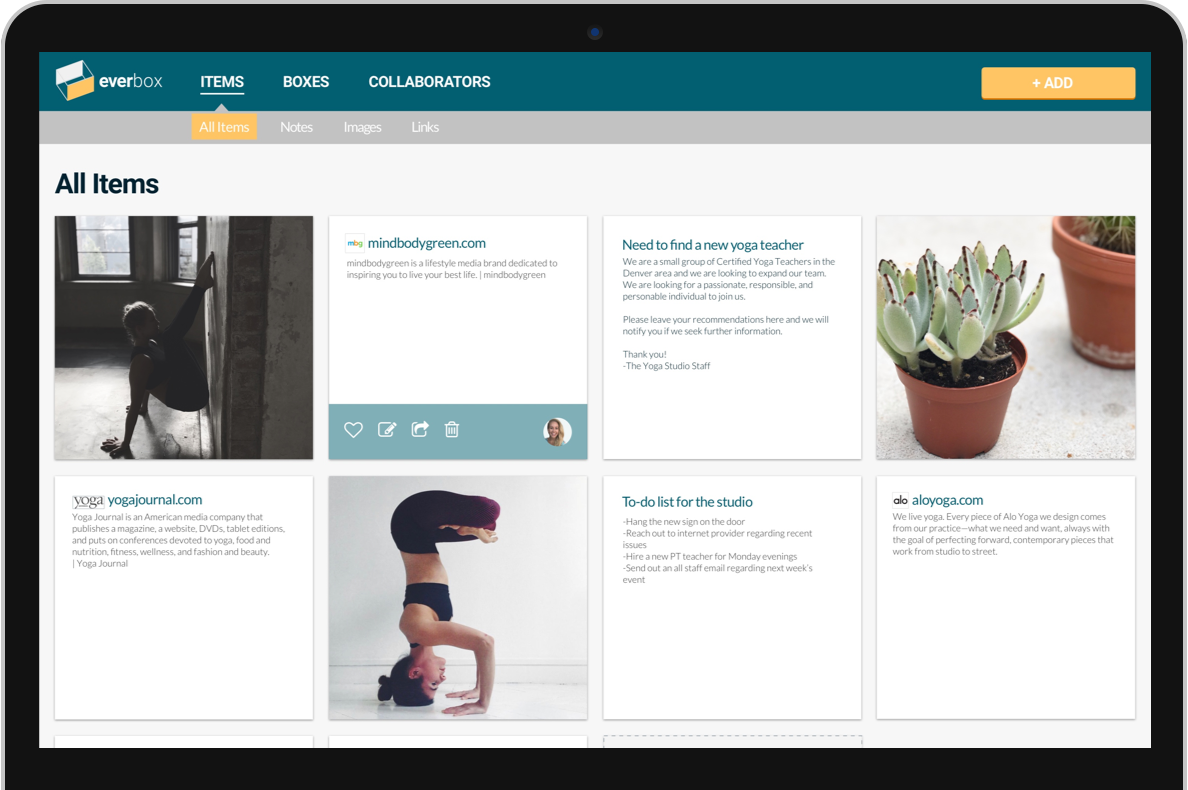 everbox
ITEMS
BOXES
COLLABORATORS
+ ADD
All Items
Notes
Images
Links
All Items
mbg mindbodygreen.com
mindbodygreen is a lifestyle media brand dedicated to
inspiring you to live your best life. | mindbodygreen
Need to find a new yoga teacher
We are a small group of Certified Yoga Teachers in the
Denver area and we are looking to expand our team.
We are looking for a passionate, responsible, and
personable individual to join us.
Please leave your recommendations here and we will
notify you if we seek further information.
Thank you!
-The Yoga Studio Staff
yoga yogajournal.com
Yoga Journal is an American media company that
publishes a magazine, a website, DVDs, tablet editions,
and puts on conferences devoted to yoga, food and
nutrition, fitness, wellness, and fashion and beauty.
| Yoga Journal
To-do list for the studio
-Hang the new sign on the door
-Reach out to internet provider regarding recent
issues
-Hire a new PT teacher for Monday evenings
-Send out an all staff email regarding next week's
event
alo aloyoga.com
We live yoga. Every piece of Alo Yoga we design comes
from our practice—what we need and want, always with
the goal of perfecting forward, contemporary pieces that
work from studio to street.